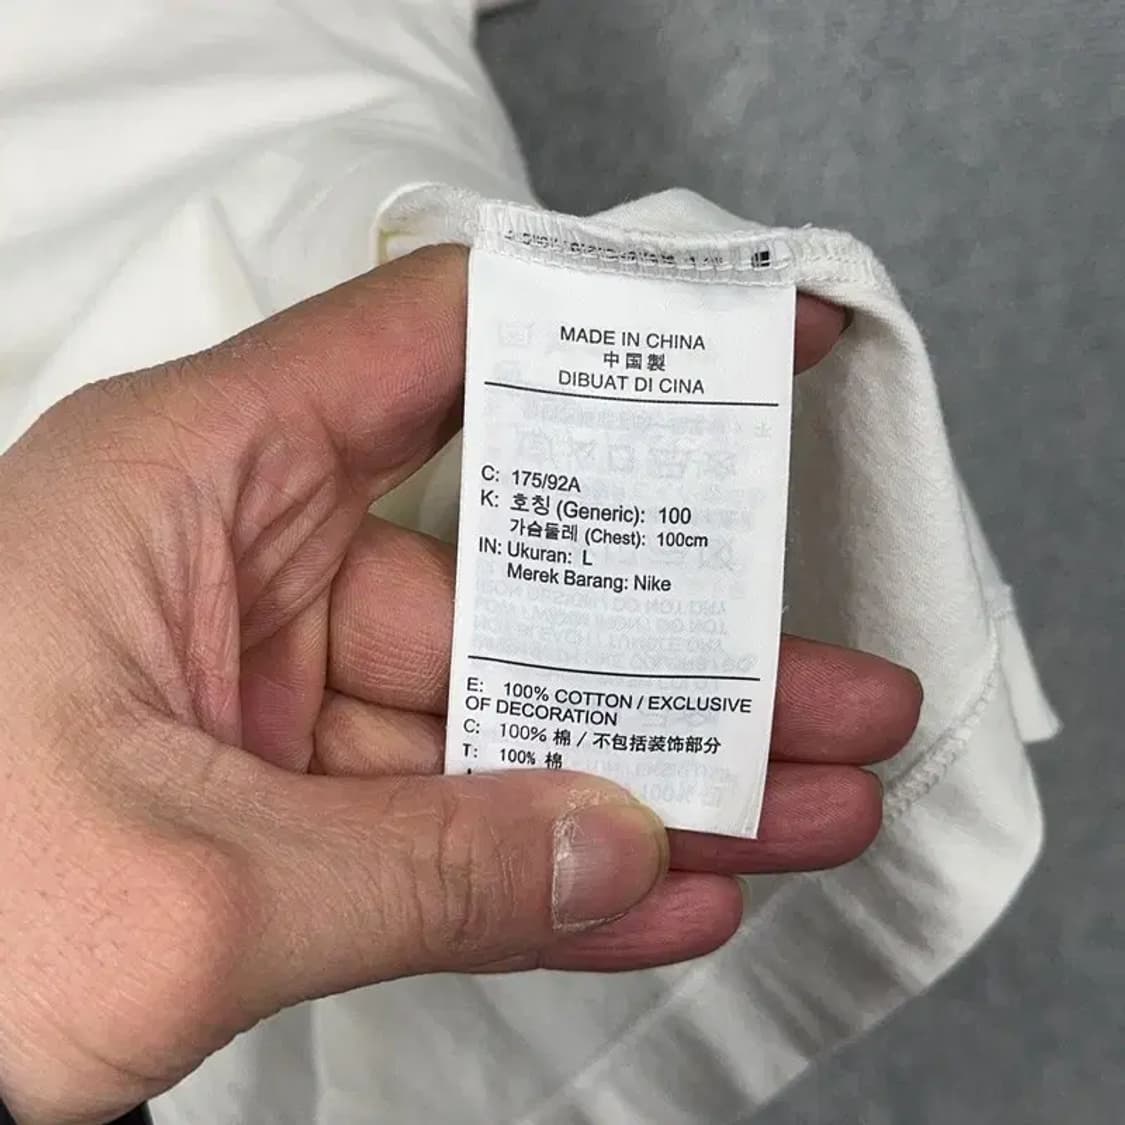 MADE IN CHINA
中国製
DIBUAT DI CINA
C: 175/92A
K: 호칭 (Generic): 100
가슴둘레 (Chest): 100cm
IN: Ukuran: L
Merek Barang: Nike
E: 100% COTTON / EXCLUSIVE
OF DECORATION
C: 100% 棉 / 不包括装饰部分
T: 100% 棉